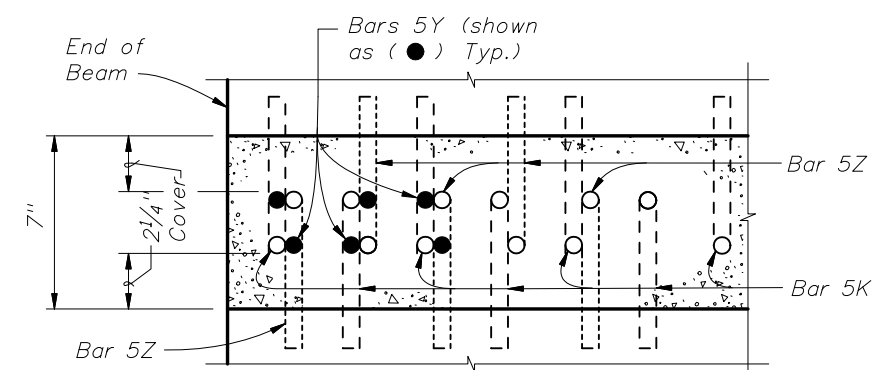 Bars 5Y (shown
as ( ● ) Typ.)
End of
Beam
Bar 5Z
7"
2¼"
Cover
Bar 5K
Bar 5Z